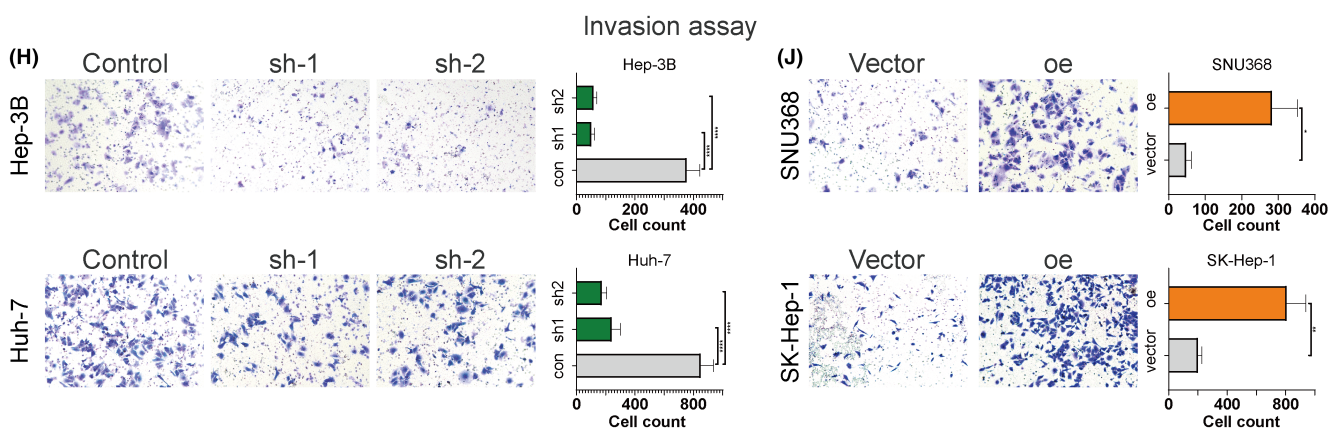 Invasion assay
(H)
Control sh-1 sh-2
Hep-3B
Hep-3B
sh2
sh1
con
****
****
0 200 400
Cell count
Control sh-1 sh-2
Huh-7
Huh-7
sh2
sh1
con
****
****
0 400 800
Cell count
(J)
Vector oe
SNU368
SNU368
oe
vector
*
0 100 200 300 400
Cell count
Vector oe
SK-Hep-1
SK-Hep-1
oe
vector
**
0 400 800
Cell count